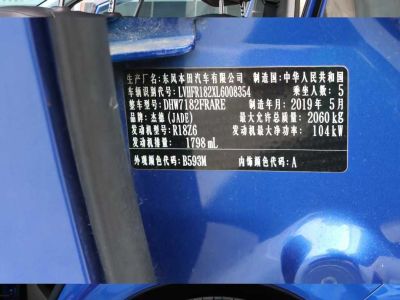 生产厂名：东风本田汽车有限公司 制造国：中华人民共和国
车辆识别代号：LVHFR182XL6008354 乘坐人数：5
整车型号：DHW7182FRARE 制造年月：2019年5月
品牌：杰德(JADE) 最大允许总质量：2060kg
发动机型号：R18Z6 发动机最大净功率：104kW
发动机排量：1798mL
外观颜色代码：B593M 内饰颜色代码：A